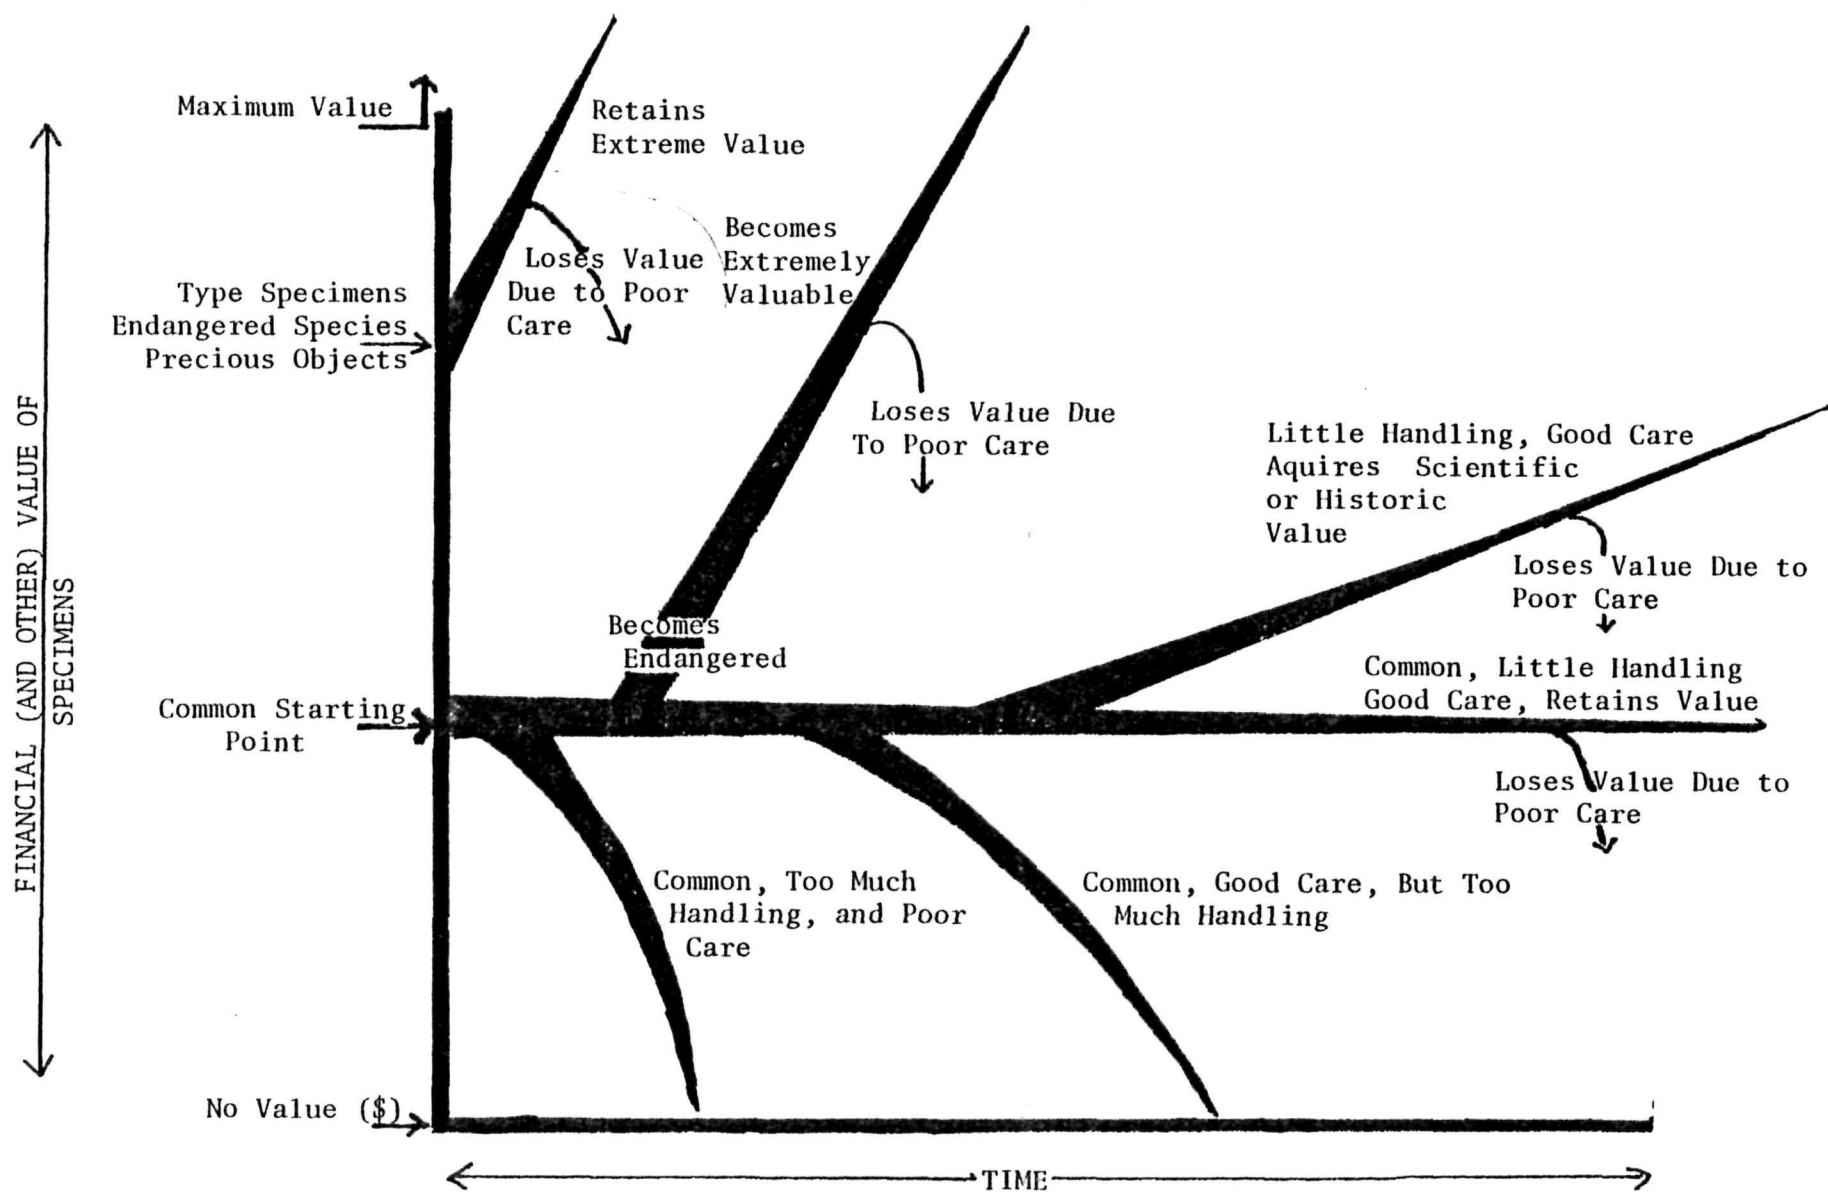 Maximum Value
Retains
Extreme Value
Becomes
Extremely
Valuable
Loses Value
Due to Poor
Care
Type Specimens
Endangered Species
Precious Objects
Loses Value Due
To Poor Care
Little Handling, Good Care
Aquires Scientific
or Historic
Value
Loses Value Due to
Poor Care
FINANCIAL (AND OTHER) VALUE OF
SPECIMENS
Becomes
Endangered
Common, Little Handling
Good Care, Retains Value
Common Starting
Point
Loses Value Due to
Poor Care
Common, Too Much
Handling, and Poor
Care
Common, Good Care, But Too
Much Handling
No Value ($)
TIME